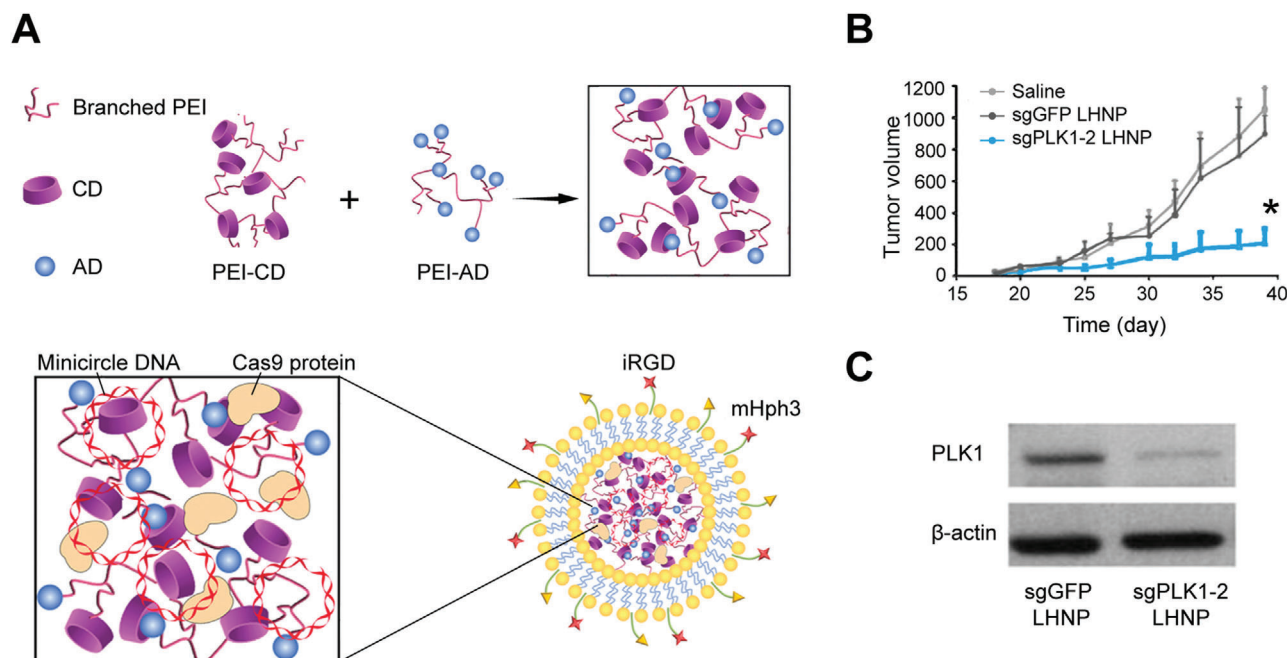 A
Branched PEI
CD
AD
PEI-CD
+
PEI-AD
Minicircle DNA
Cas9 protein
iRGD
mHph3
B
Tumor volume
1200
1000
800
600
400
200
0
Saline
sgGFP LHNP
sgPLK1-2 LHNP
*
15
20
25
30
35
40
Time (day)
C
PLK1
β-actin
sgGFP
LHNP
sgPLK1-2
LHNP